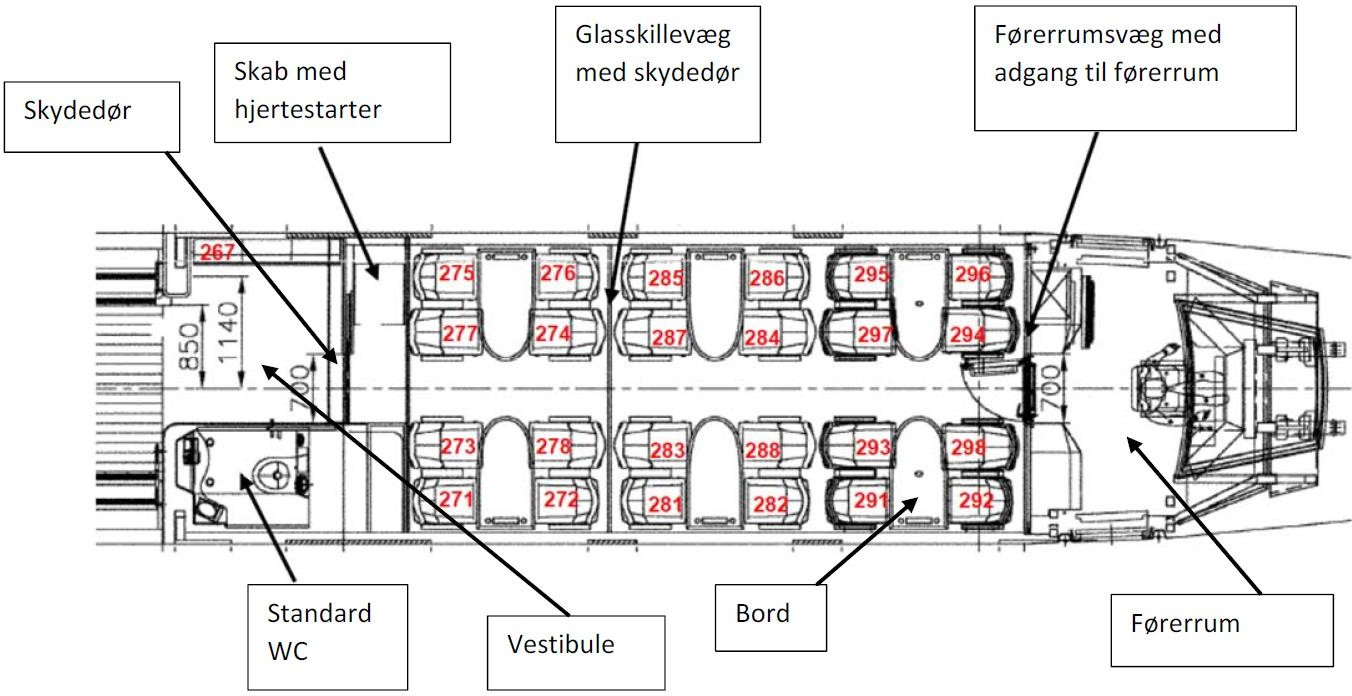 Skydedør
Skab med
hjertestarter
Glasskillevæg
med skydedør
Førerrumsvæg med
adgang til førerrum
267
275
276
285
286
295
296
277
274
287
284
297
294
850
1140
700
700
273
278
283
288
293
298
271
272
281
282
291
292
Standard
WC
Vestibule
Bord
Førerrum